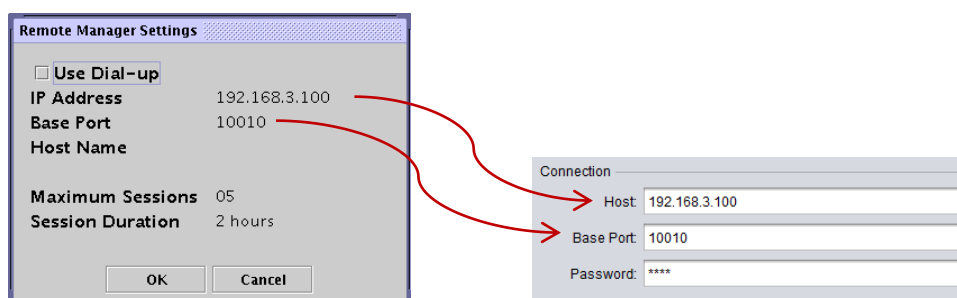 Remote Manager Settings
Use Dial-up
IP Address 192.168.3.100
Base Port 10010
Host Name
Maximum Sessions 05
Session Duration 2 hours
OK Cancel
Connection
Host: 192.168.3.100
Base Port: 10010
Password: ****